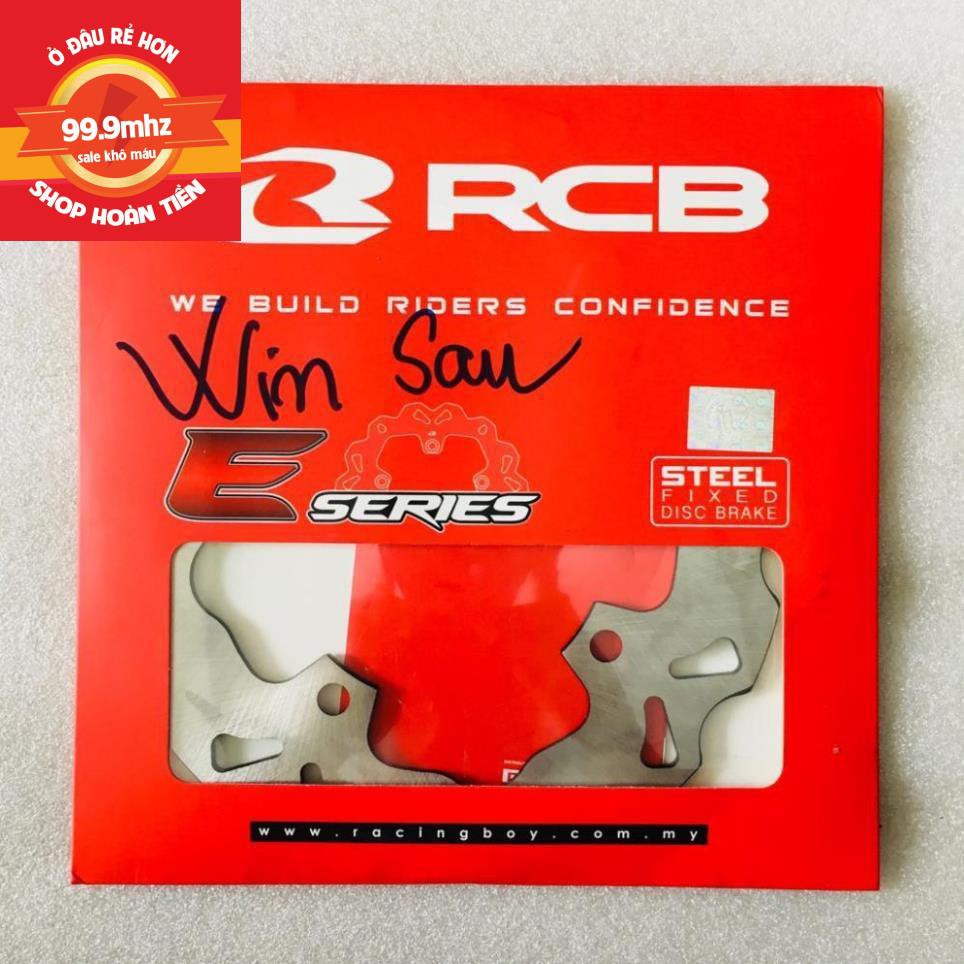 Ở ĐÂU RẺ HƠN
99.9mhz
sale khô máu
SHOP HOÀN TIỀN
RCB
WE BUILD RIDERS CONFIDENCE
Win Sau
E SERIES
STEEL
FIXED
DISC BRAKE
www.racingboy.com.my